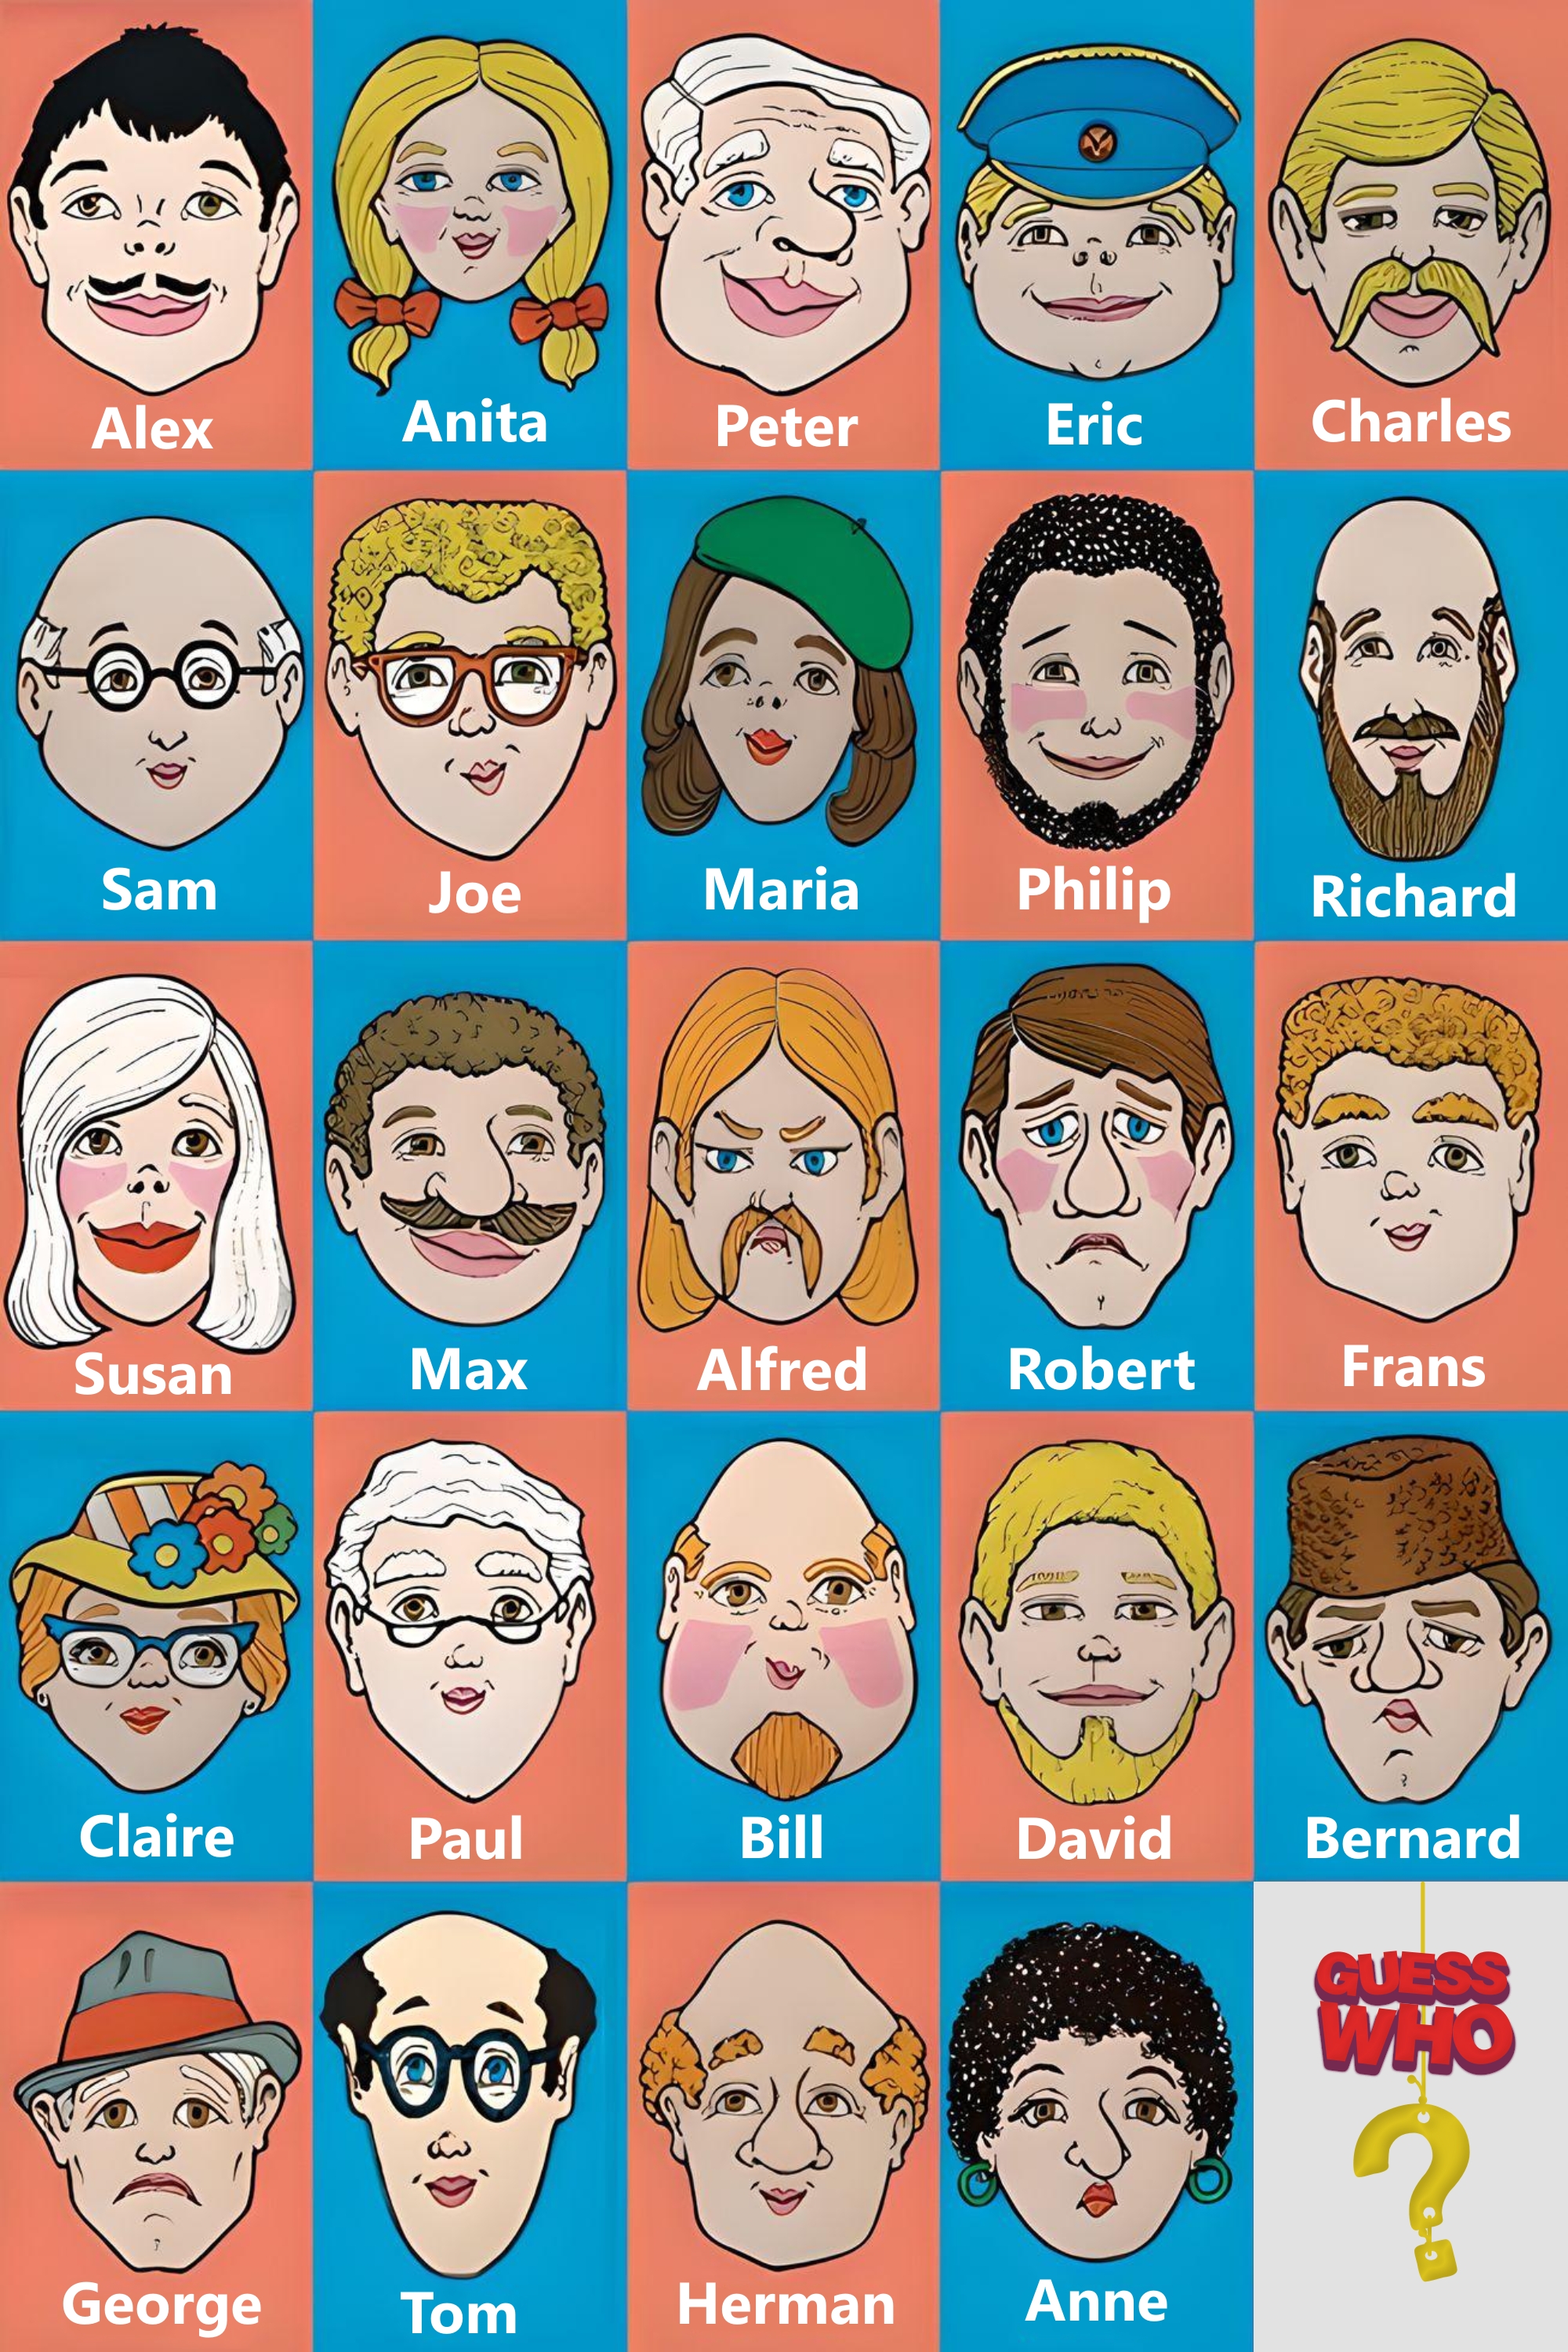 Alex
Anita
Peter
Eric
Charles
Sam
Joe
Maria
Philip
Richard
Susan
Max
Alfred
Robert
Frans
Claire
Paul
Bill
David
Bernard
George
Tom
Herman
Anne
GUESS
WHO
?